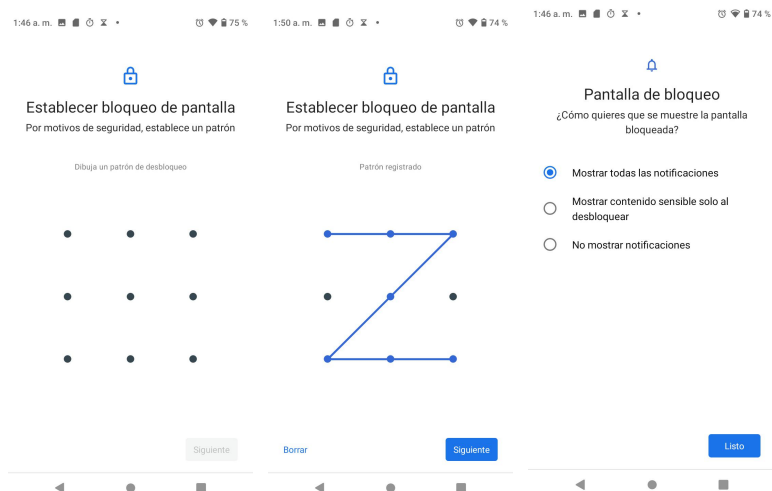 1:46 a. m.
75 %
Establecer bloqueo de pantalla
Por motivos de seguridad, establece un patrón
Dibuja un patrón de desbloqueo
Siguiente
1:50 a. m.
74 %
Establecer bloqueo de pantalla
Por motivos de seguridad, establece un patrón
Patrón registrado
Borrar
Siguiente
1:46 a. m.
74 %
Pantalla de bloqueo
¿Cómo quieres que se muestre la pantalla
bloqueada?
Mostrar todas las notificaciones
Mostrar contenido sensible solo al
desbloquear
No mostrar notificaciones
Listo